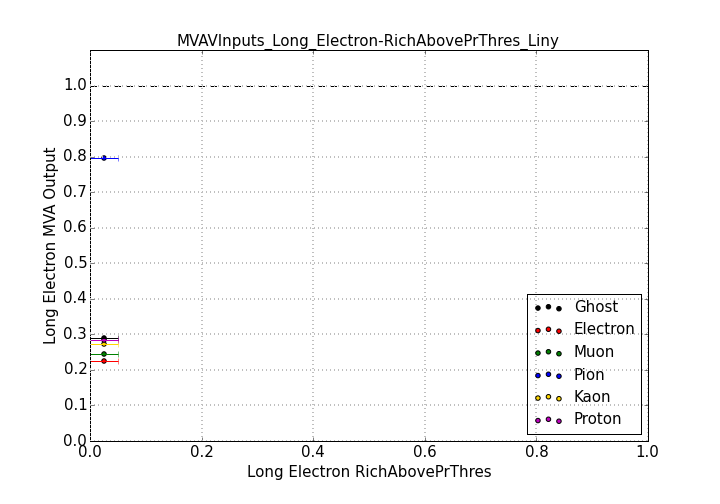 MVAVInputs_Long_Electron-RichAbovePrThres_Liny
Long Electron MVA Output
1.0
0.9
0.8
0.7
0.6
0.5
0.4
0.3
0.2
0.1
0.0
Ghost
Electron
Muon
Pion
Kaon
Proton
0.0 0.2 0.4 0.6 0.8 1.0
Long Electron RichAbovePrThres